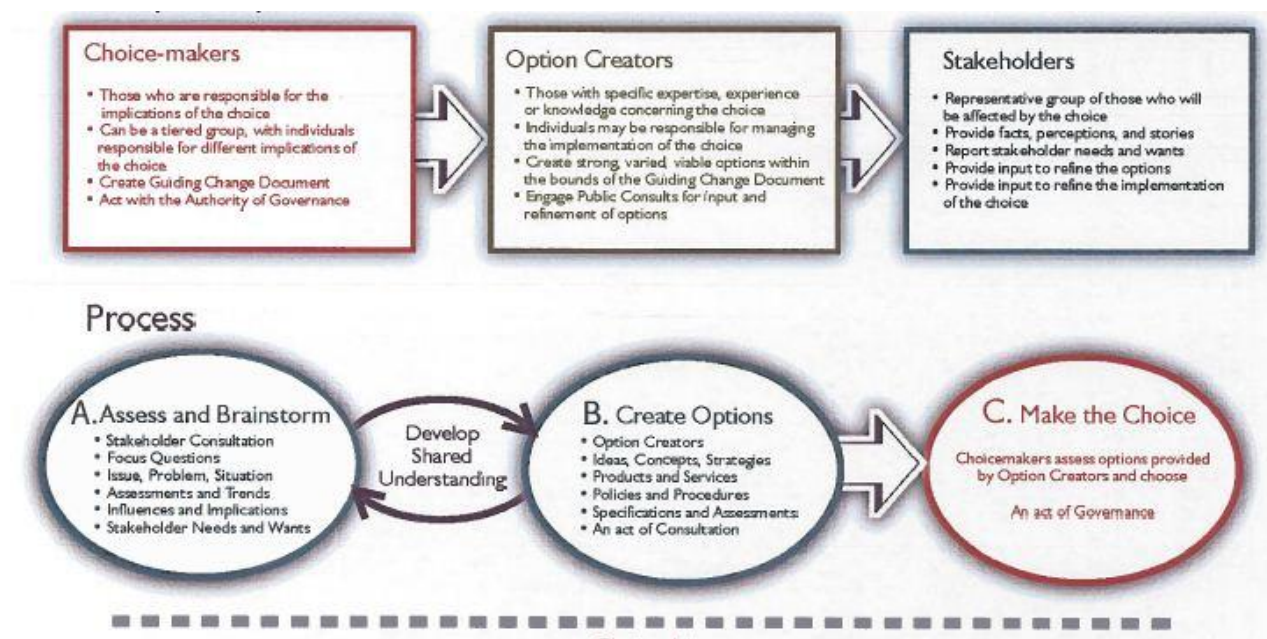 Choice-makers
• Those who are responsible for the
implications of the choice
• Can be a tiered group, with individuals
responsible for different implications of
the choice
• Create Guiding Change Document
• Act with the Authority of Governance
Option Creators
• Those with specific expertise, experience
or knowledge concerning the choice
• Individuals may be responsible for managing
the implementation of the choice
• Create strong, varied, viable options within
the bounds of the Guiding Change Document
• Engage Public Consults for input and
refinement of options
Stakeholders
• Representative group of those who will
be affected by the choice
• Provide facts, perceptions, and stories
• Report stakeholder needs and wants
• Provide input to refine the options
• Provide input to refine the implementation
of the choice
Process
A. Assess and Brainstorm
• Stakeholder Consultation
• Focus Questions
• Issue, Problem, Situation
• Assessments and Trends
• Influences and Implications
• Stakeholder Needs and Wants
Develop
Shared
Understanding
B. Create Options
• Option Creators
• Ideas, Concepts, Strategies
• Products and Services
• Policies and Procedures
• Specifications and Assessments
• An act of Consultation
C. Make the Choice
Choicemakers assess options provided
by Option Creators and choose
An act of Governance